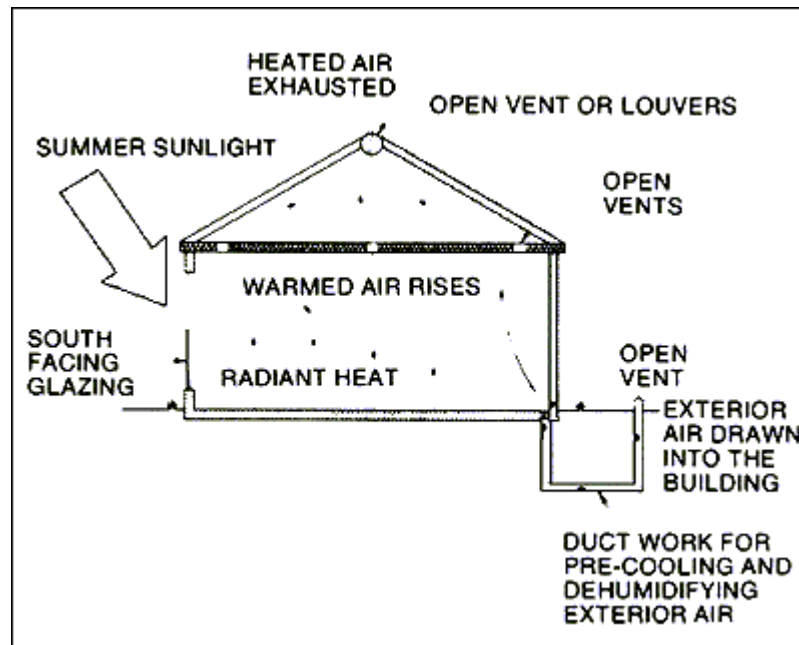 HEATED AIR
EXHAUSTED
OPEN VENT OR LOUVERS
SUMMER SUNLIGHT
OPEN
VENTS
WARMED AIR RISES
SOUTH
FACING
GLAZING
RADIANT HEAT
OPEN
VENT
EXTERIOR
AIR DRAWN
INTO THE
BUILDING
DUCT WORK FOR
PRE-COOLING AND
DEHUMIDIFYING
EXTERIOR AIR